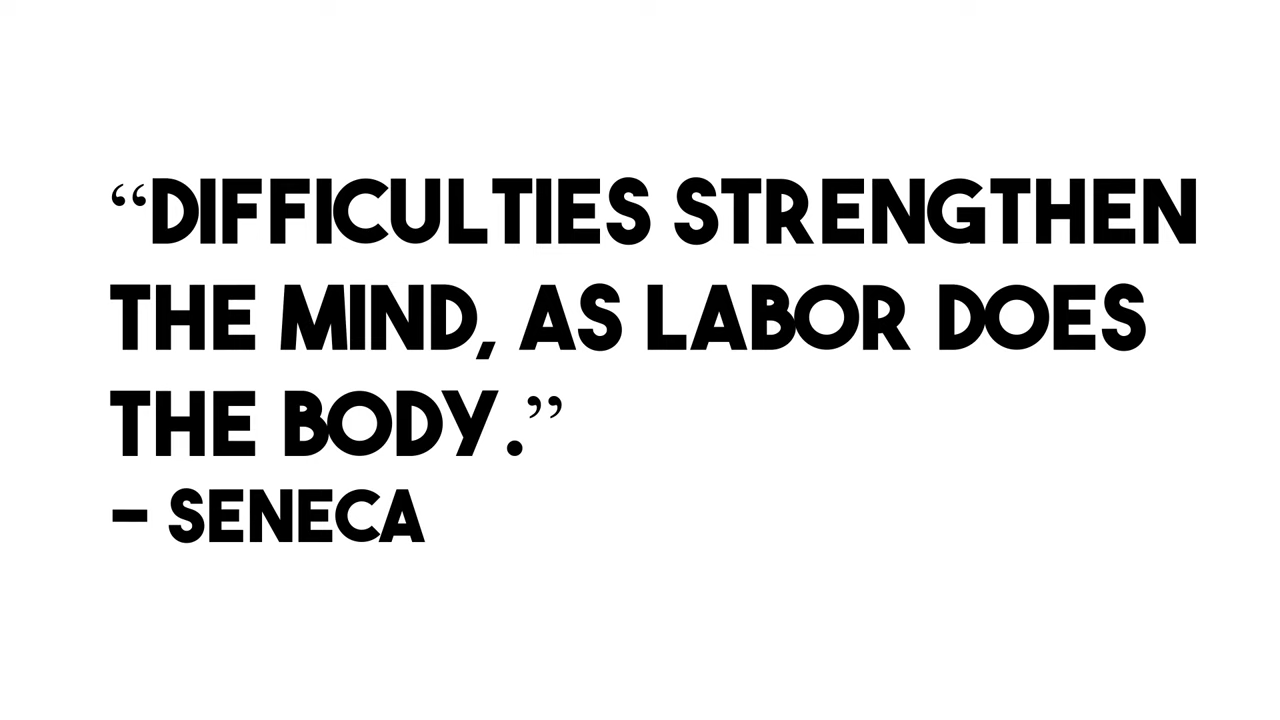 “DIFFICULTIES STRENGTHEN
THE MIND, AS LABOR DOES
THE BODY.”
– SENECA